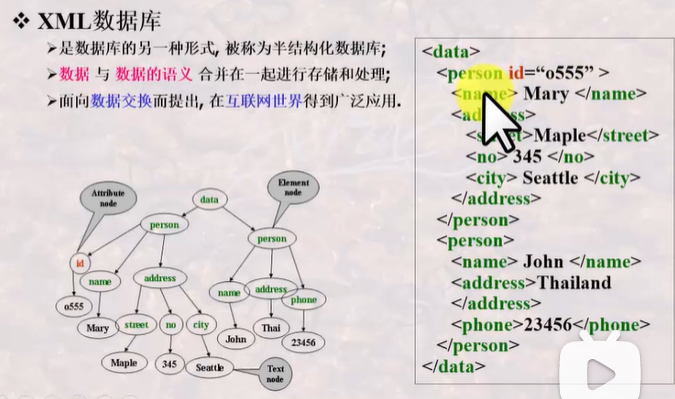 ❖ XML数据库
➢是数据库的另一种形式, 被称为半结构化数据库;
➢数据 与 数据的语义 合并在一起进行存储和处理;
➢面向数据交换而提出, 在互联网世界得到广泛应用.
<data>
<person id=“o555” >
<name> Mary </name>
Maple</street>
<no> 345 </no>
<city> Seattle </city>
</address>
</person>
<person>
<name> John </name>
<address>Thailand
</address>
<phone>23456</phone>
</person>
</data>
Attribute
node
Element
node
data
person
person
id
name
address
name
address
phone
o555
Mary
street
no
city
John
Thai
23456
Maple
345
Seattle
Text
node